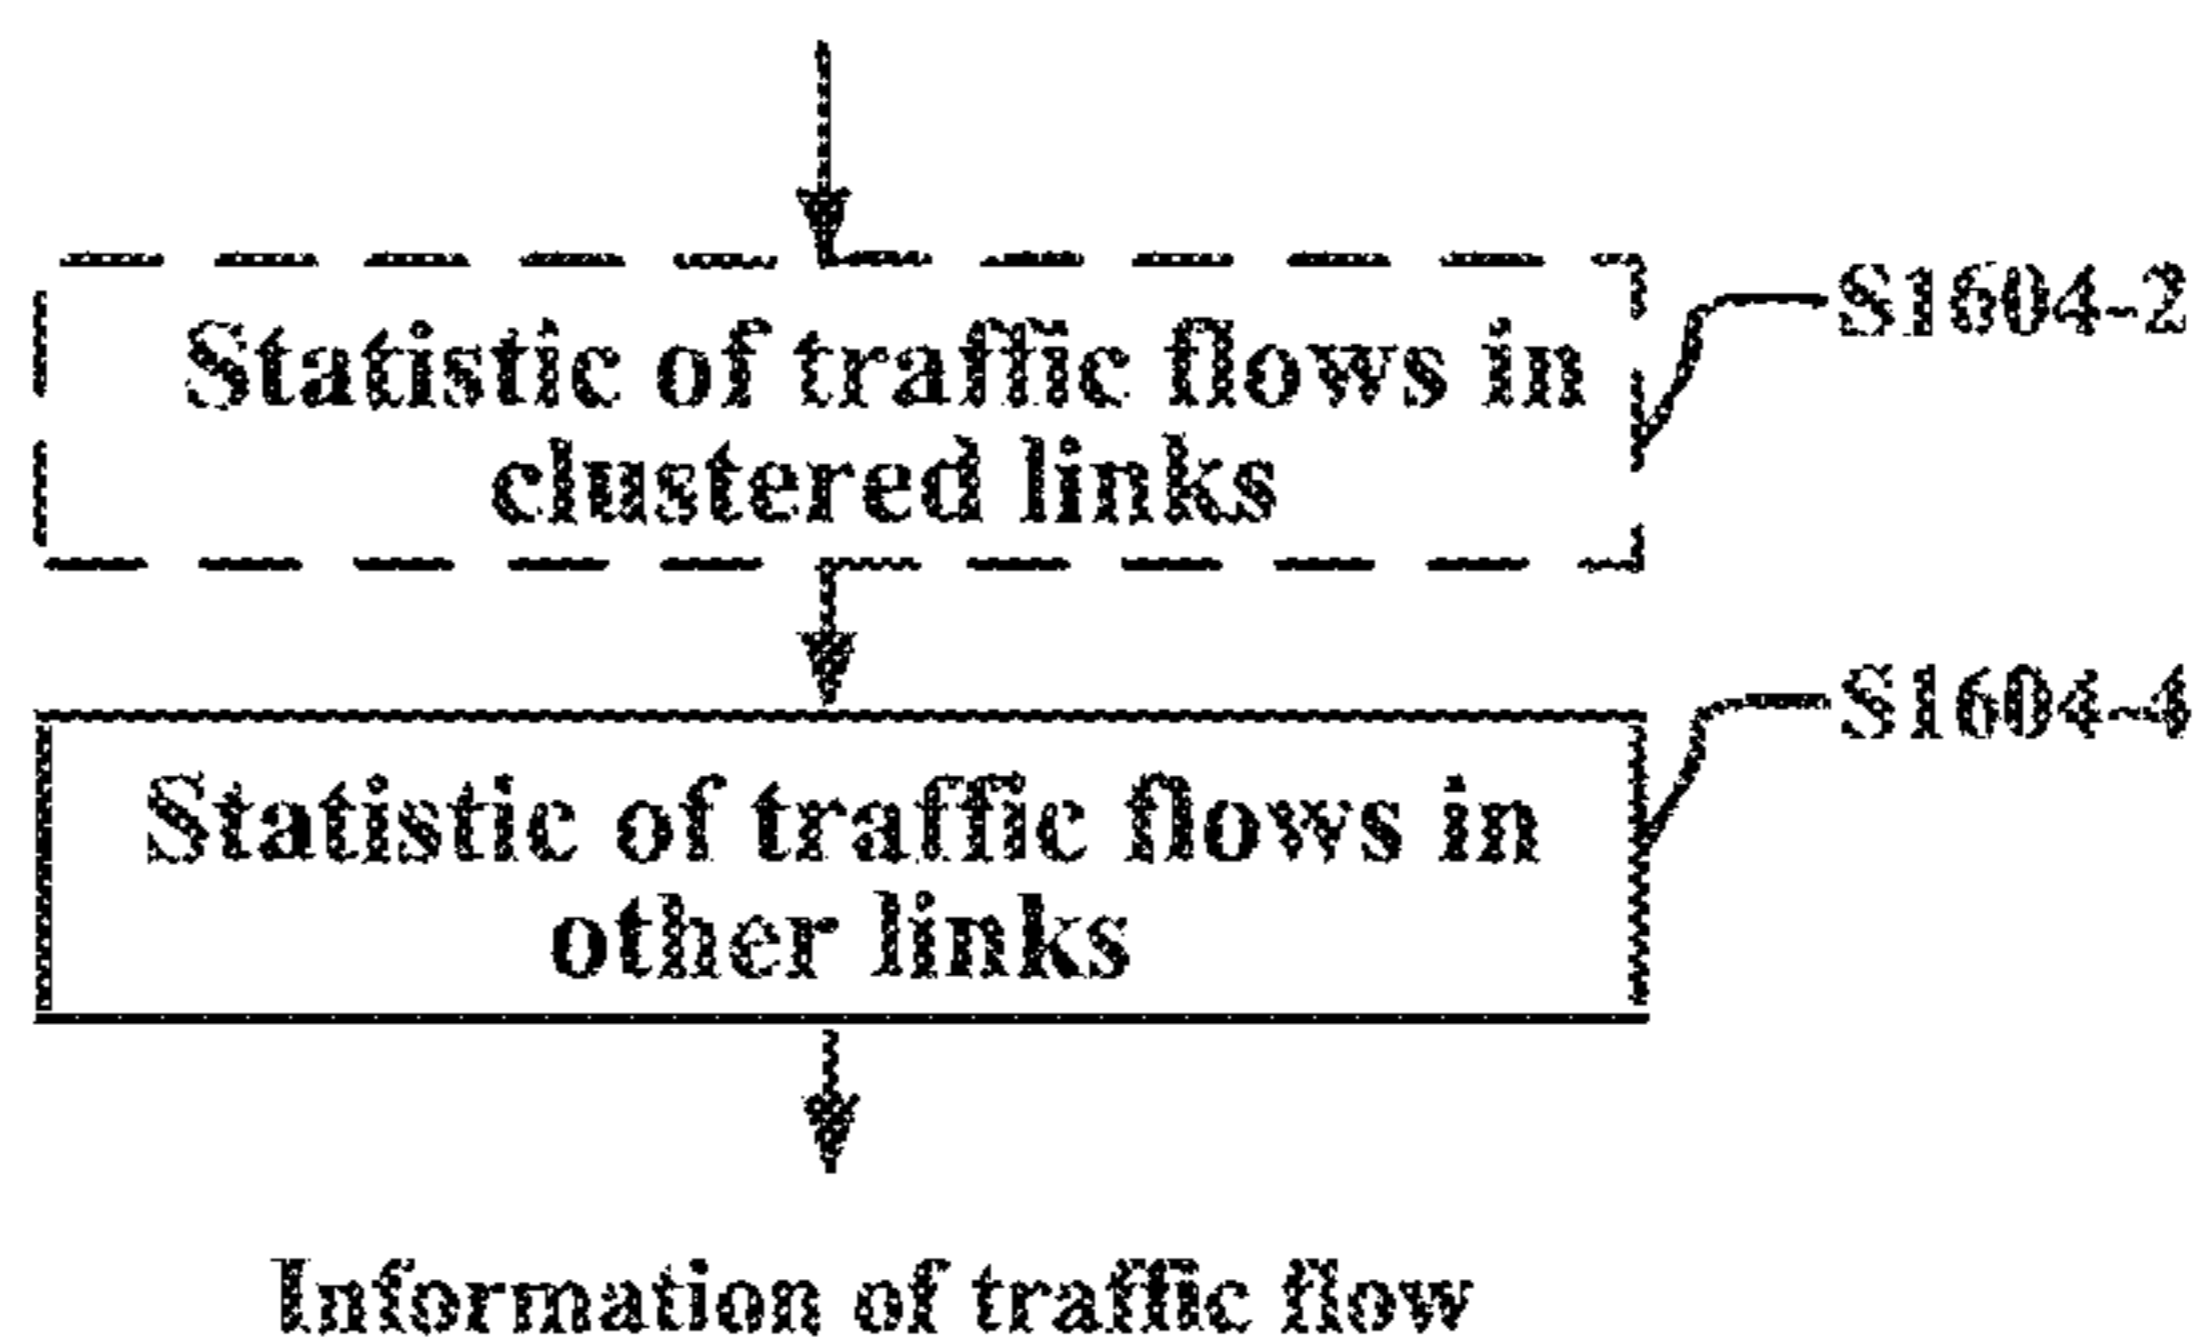 S1604-2
Statistic of traffic flows in
clustered links
S1604-4
Statistic of traffic flows in
other links
Information of traffic flow